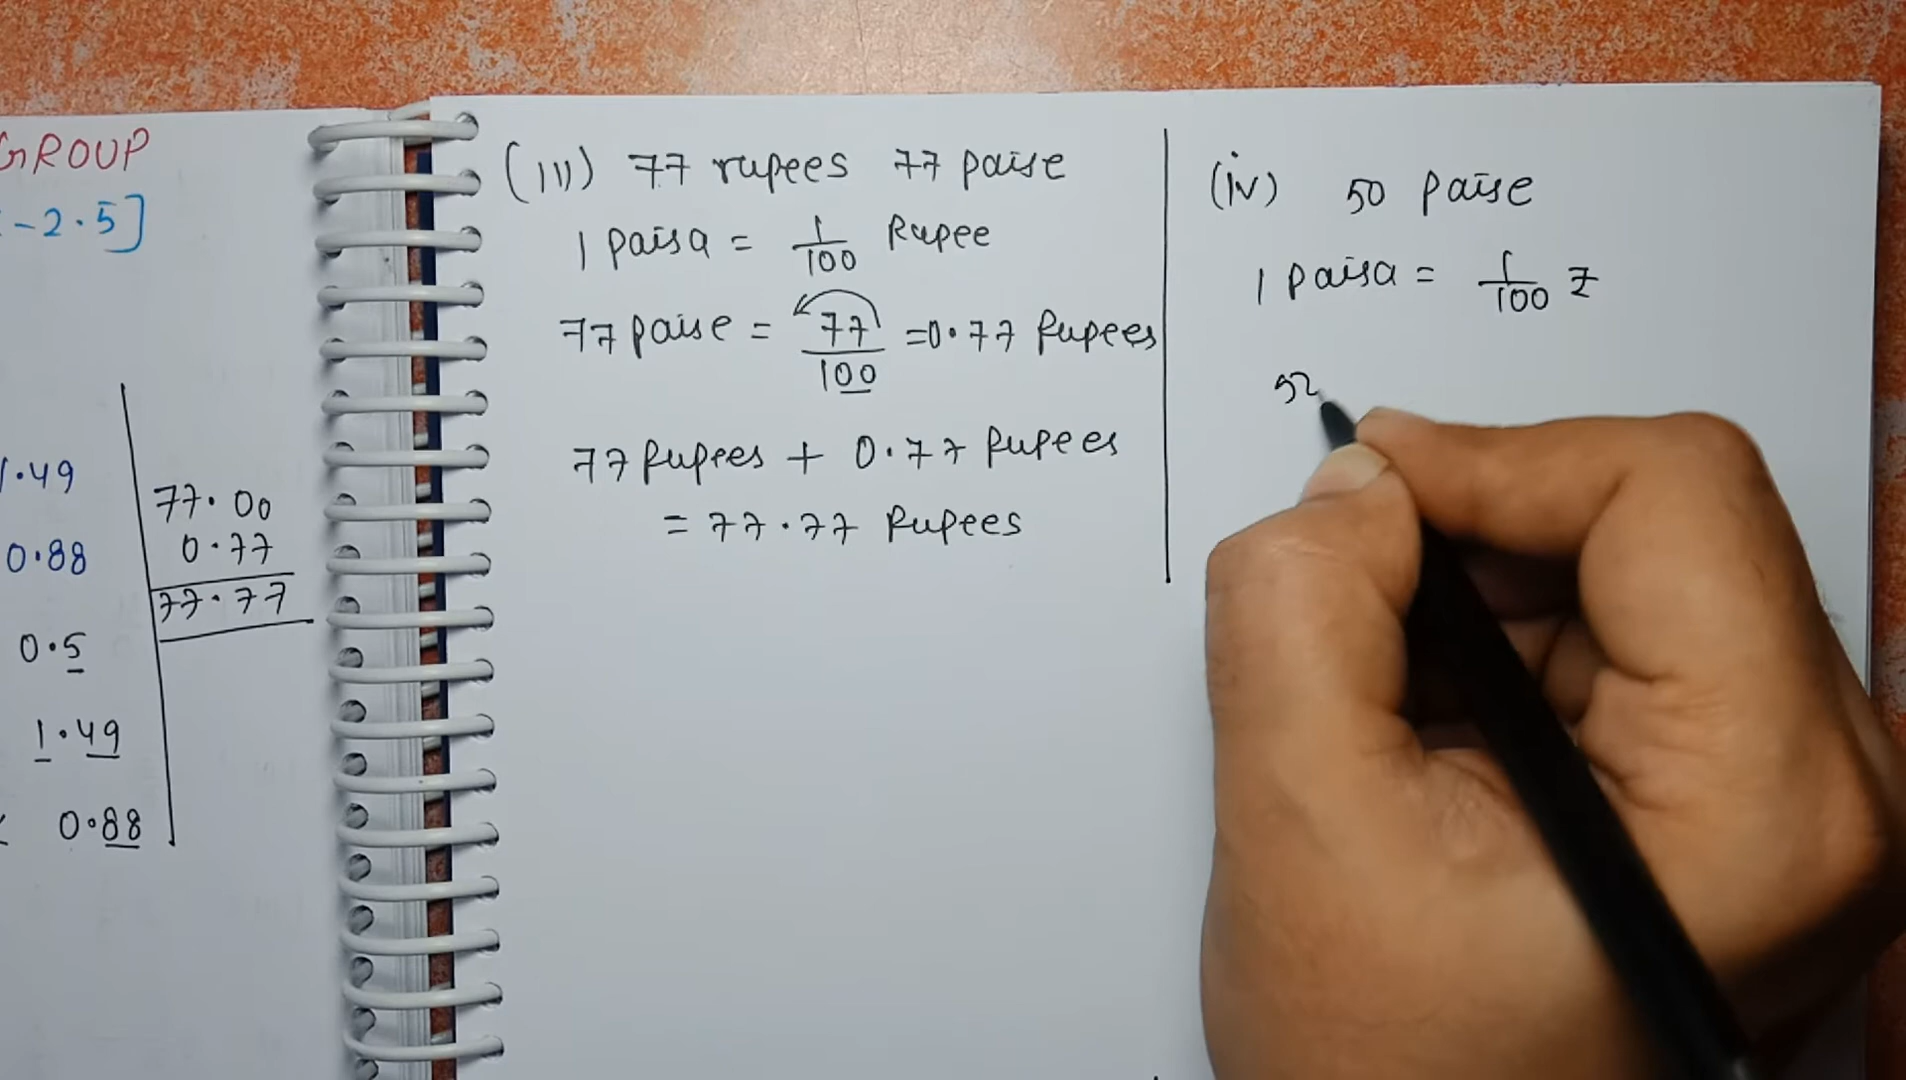 GROUP
-2.5]
1.49
0.88
0.5
1.49
< 0.88
77.00
0.77
77.77
(iii) 77 rupees 77 paise
1 paisa = 1/100 Rupee
77 paise = 77/100 = 0.77 Rupees
77 Rupees + 0.77 Rupees
= 77.77 Rupees
(iv) 50 paise
1 paisa = 1/100 ₹
50